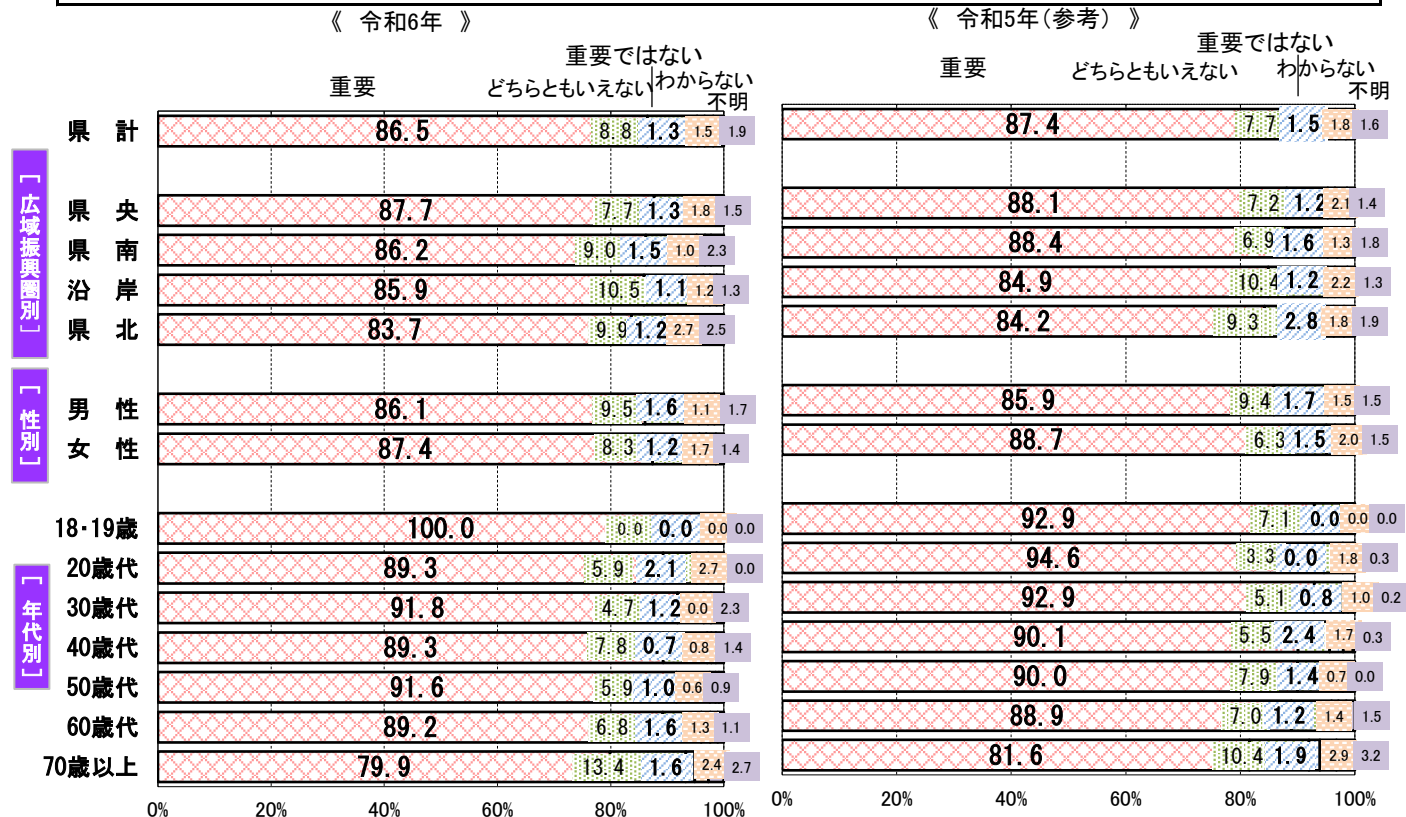 《 令和6年 》
重要ではない
重要 どちらともいえない わからない
不明
県 計 86.5 8.8 1.3 1.5 1.9
[広域振興圏別]
県 央 87.7 7.7 1.3 1.8 1.5
県 南 86.2 9.0 1.5 1.0 2.3
沿 岸 85.9 10.5 1.1 1.2 1.3
県 北 83.7 9.9 1.2 2.7 2.5
[性別]
男 性 86.1 9.5 1.6 1.1 1.7
女 性 87.4 8.3 1.2 1.7 1.4
[年代別]
18・19歳 100.0 0.0 0.0 0.0 0.0
20歳代 89.3 5.9 2.1 2.7 0.0
30歳代 91.8 4.7 1.2 0.0 2.3
40歳代 89.3 7.8 0.7 0.8 1.4
50歳代 91.6 5.9 1.0 0.6 0.9
60歳代 89.2 6.8 1.6 1.3 1.1
70歳以上 79.9 13.4 1.6 2.4 2.7
0% 20% 40% 60% 80% 100%
《 令和5年(参考) 》
重要ではない
重要 どちらともいえない わからない
不明
87.4 7.7 1.5 1.8 1.6
88.1 7.2 1.2 2.1 1.4
88.4 6.9 1.6 1.3 1.8
84.9 10.4 1.2 2.2 1.3
84.2 9.3 2.8 1.8 1.9
85.9 9.4 1.7 1.5 1.5
88.7 6.3 1.5 2.0 1.5
92.9 7.1 0.0 0.0 0.0
94.6 3.3 0.0 1.8 0.3
92.9 5.1 0.8 1.0 0.2
90.1 5.5 2.4 1.7 0.3
90.0 7.9 1.4 0.7 0.0
88.9 7.0 1.2 1.4 1.5
81.6 10.4 1.9 2.9 3.2
0% 20% 40% 60% 80% 100%